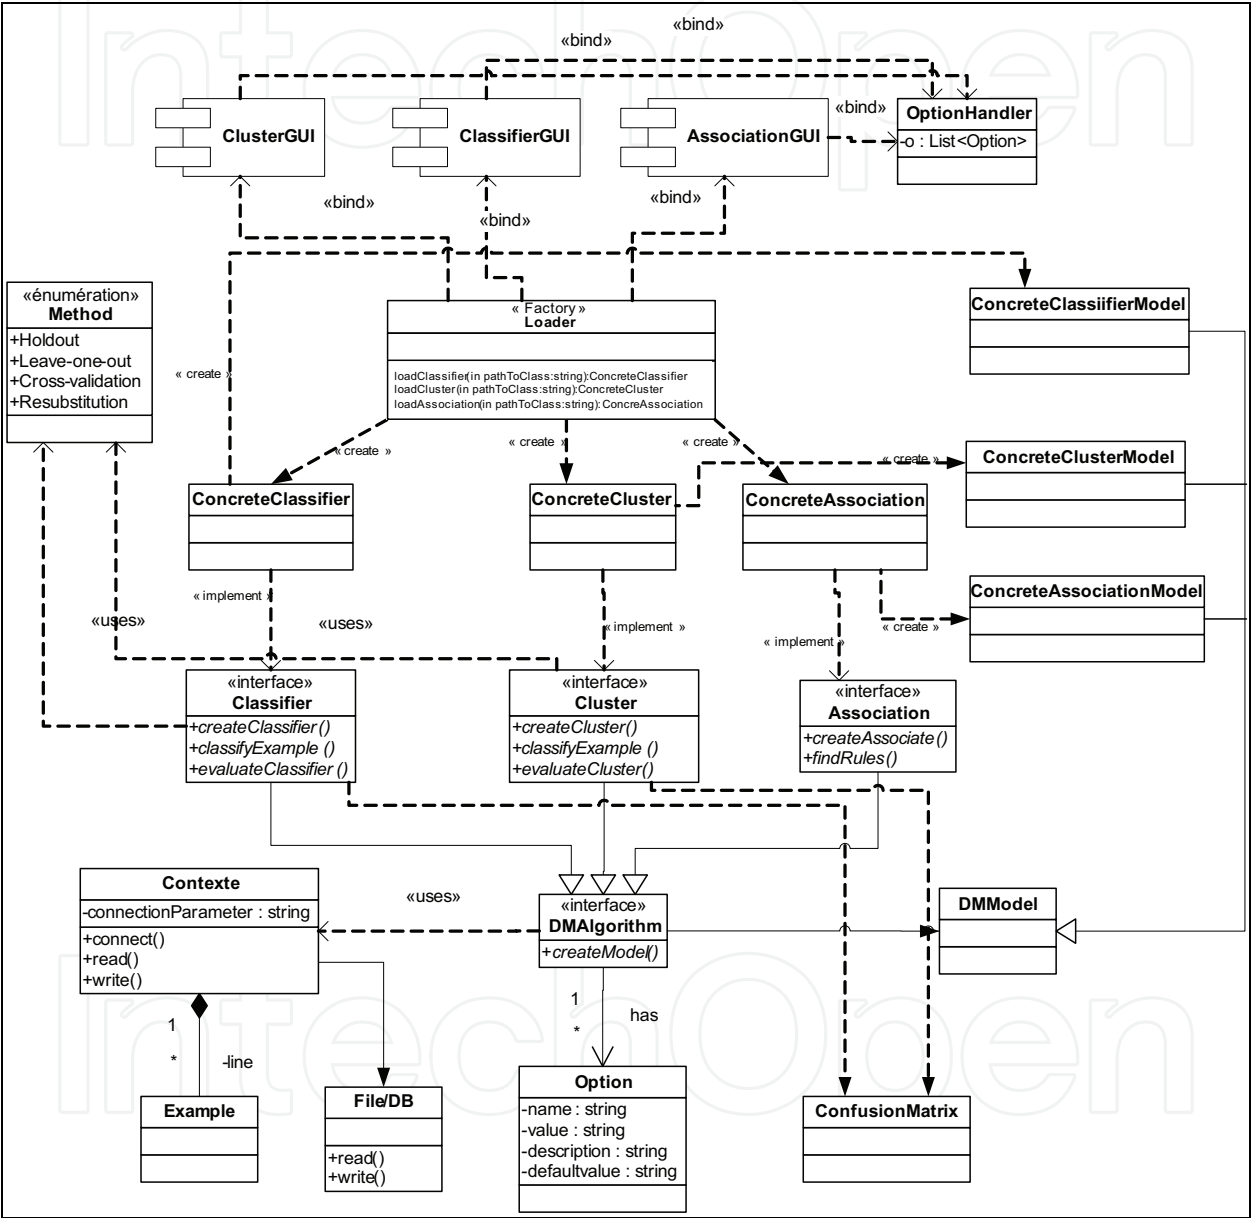 IntechOpen
«bind»
«bind»
ClusterGUI
ClassifierGUI
AssociationGUI
«bind»
OptionHandler
-o : List<Option>
«bind»
«bind»
«bind»
«énumération»
Method
+Holdout
+Leave-one-out
+Cross-validation
+Resubstitution
« Factory »
Loader
loadClassifier(in pathToClass:string):ConcreteClassifier
loadCluster(in pathToClass:string):ConcreteCluster
loadAssociation(in pathToClass:string):ConcreAssociation
ConcreteClassiifierModel
« create »
« create »
« create »
« create »
ConcreteClassifier
ConcreteCluster
ConcreteAssociation
« create »
ConcreteClusterModel
« create »
ConcreteAssociationModel
« implement »
« implement »
« implement »
«uses»
«uses»
«interface»
Classifier
+createClassifier()
+classifyExample ()
+evaluateClassifier ()
«interface»
Cluster
+createCluster()
+classifyExample ()
+evaluateCluster()
«interface»
Association
+createAssociate()
+findRules()
Contexte
-connectionParameter : string
+connect()
+read()
+write()
«uses»
«interface»
DMAlgorithm
+createModel()
DMModel
1
*
-line
1
*
has
IntechOpen
Example
File/DB
+read()
+write()
Option
-name : string
-value : string
-description : string
-defaultvalue : string
ConfusionMatrix